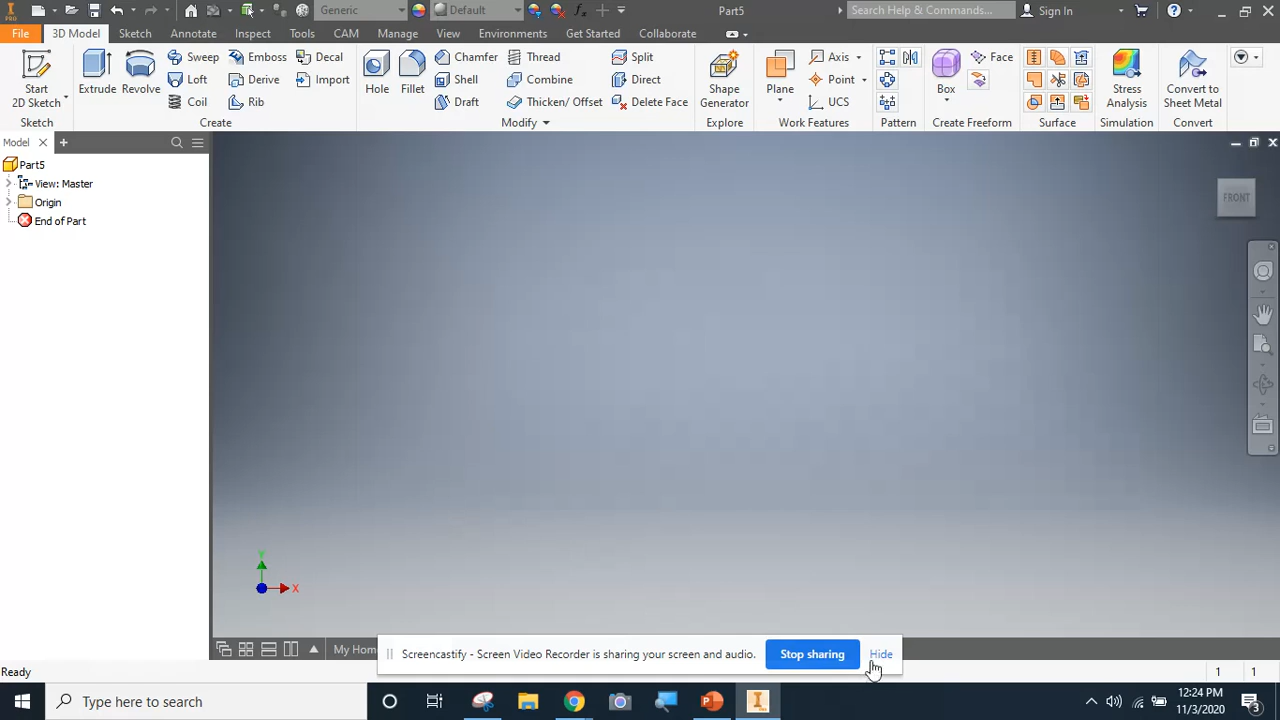 PRO
Generic
Default
Part5
Search Help & Commands...
Sign In
File
3D Model
Sketch
Annotate
Inspect
Tools
CAM
Manage
View
Environments
Get Started
Collaborate
Start
2D Sketch
Extrude
Revolve
Sweep
Loft
Coil
Emboss
Derive
Rib
Decal
Import
Hole
Fillet
Chamfer
Shell
Draft
Thread
Combine
Thicken/ Offset
Split
Direct
Delete Face
Shape
Generator
Plane
Axis
Point
UCS
Box
Face
Stress
Analysis
Convert to
Sheet Metal
Sketch
Create
Modify
Explore
Work Features
Pattern
Create Freeform
Surface
Simulation
Convert
Model
Part5
View: Master
Origin
End of Part
FRONT
Y
X
My Home
Screencastify - Screen Video Recorder is sharing your screen and audio.
Stop sharing
Hide
Ready
1
1
Type here to search
12:24 PM
11/3/2020
3